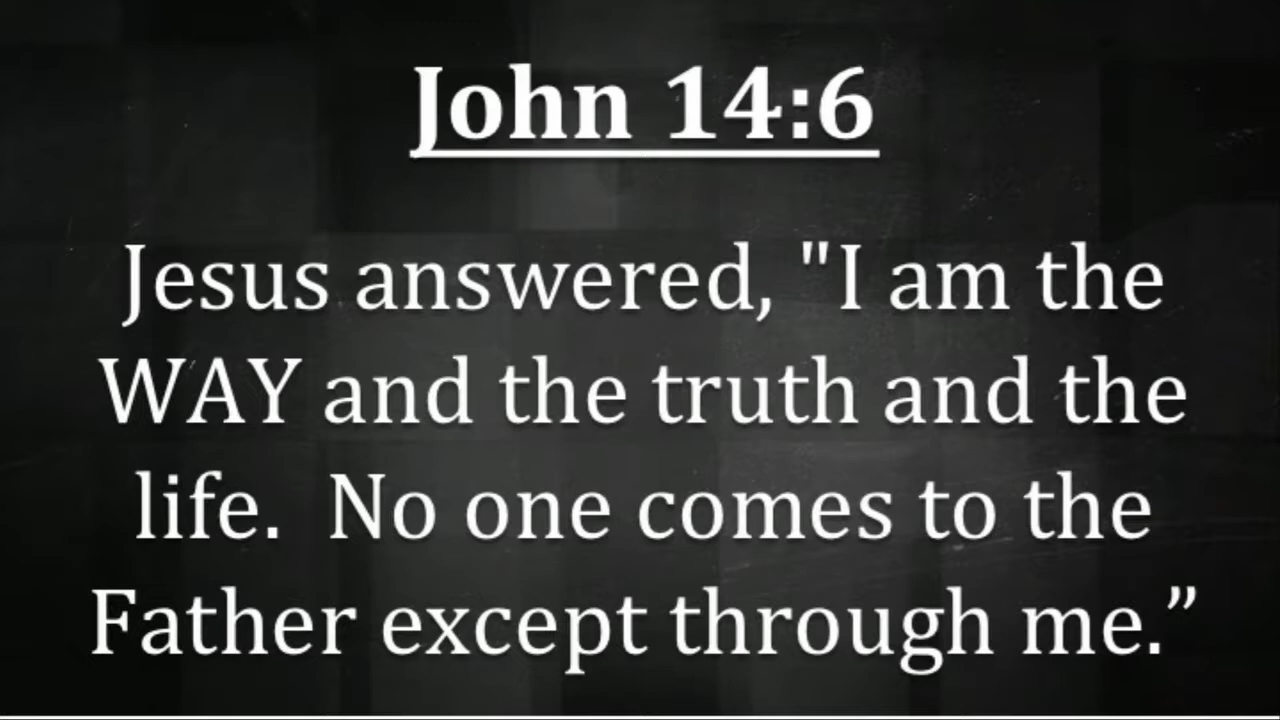 John 14:6
Jesus answered, "I am the
WAY and the truth and the
life.  No one comes to the
Father except through me.”